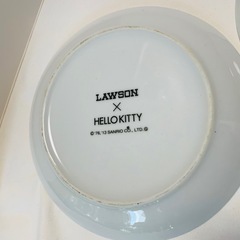 LAWSON
×
HELLO KITTY
© '76, '13 SANRIO CO., LTD. Ⓖ